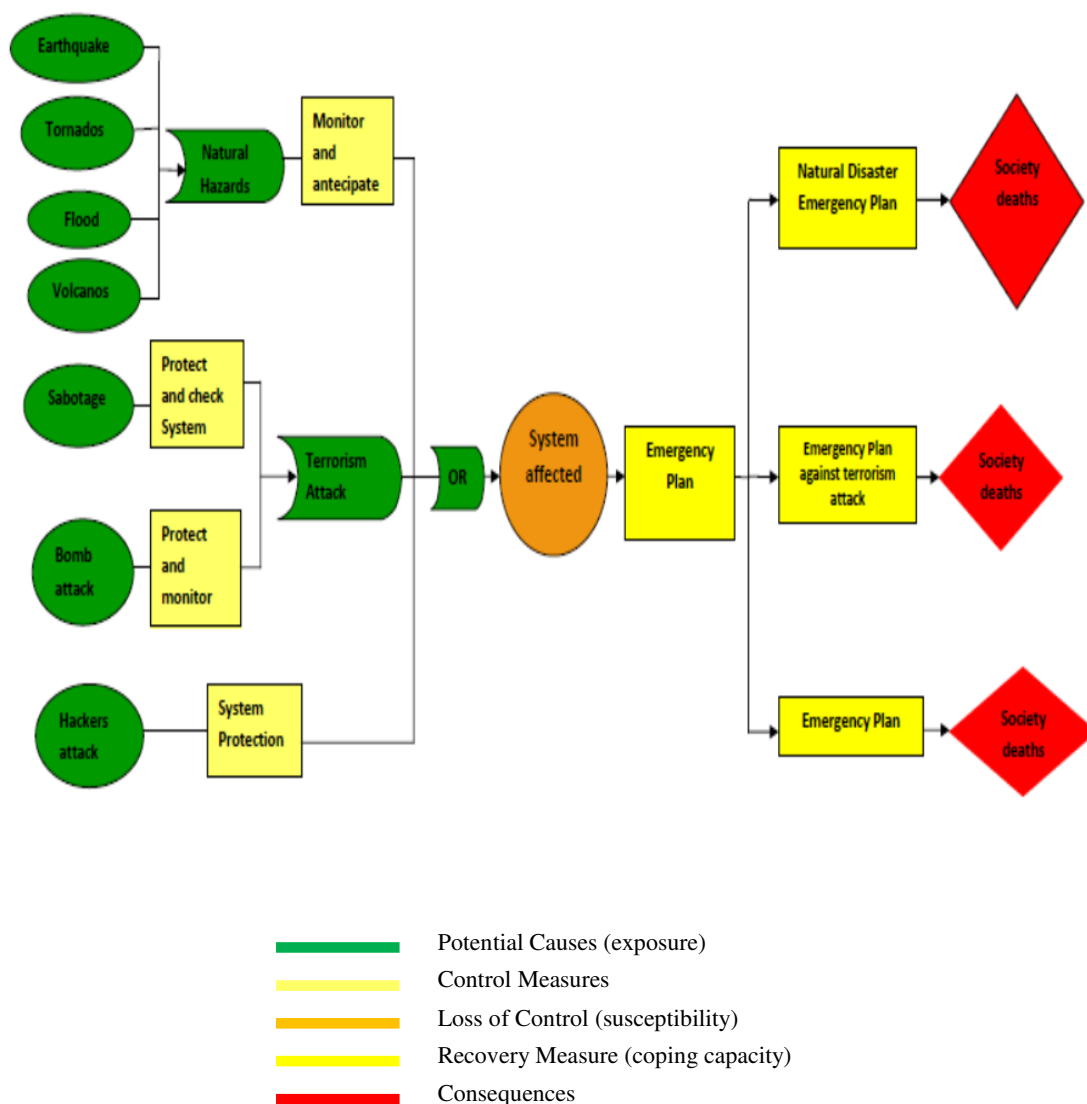 Earthquake
Tornados
Flood
Volcanos
Natural
Hazards
Monitor
and
antecipate
Sabotage
Protect
and check
System
Bomb
attack
Protect
and
monitor
Terrorism
Attack
Hackers
attack
System
Protection
OR
System
affected
Emergency
Plan
Natural Disaster
Emergency Plan
Society
deaths
Emergency Plan
against terrorism
attack
Society
deaths
Emergency Plan
Society
deaths
Potential Causes (exposure)
Control Measures
Loss of Control (susceptibility)
Recovery Measure (coping capacity)
Consequences